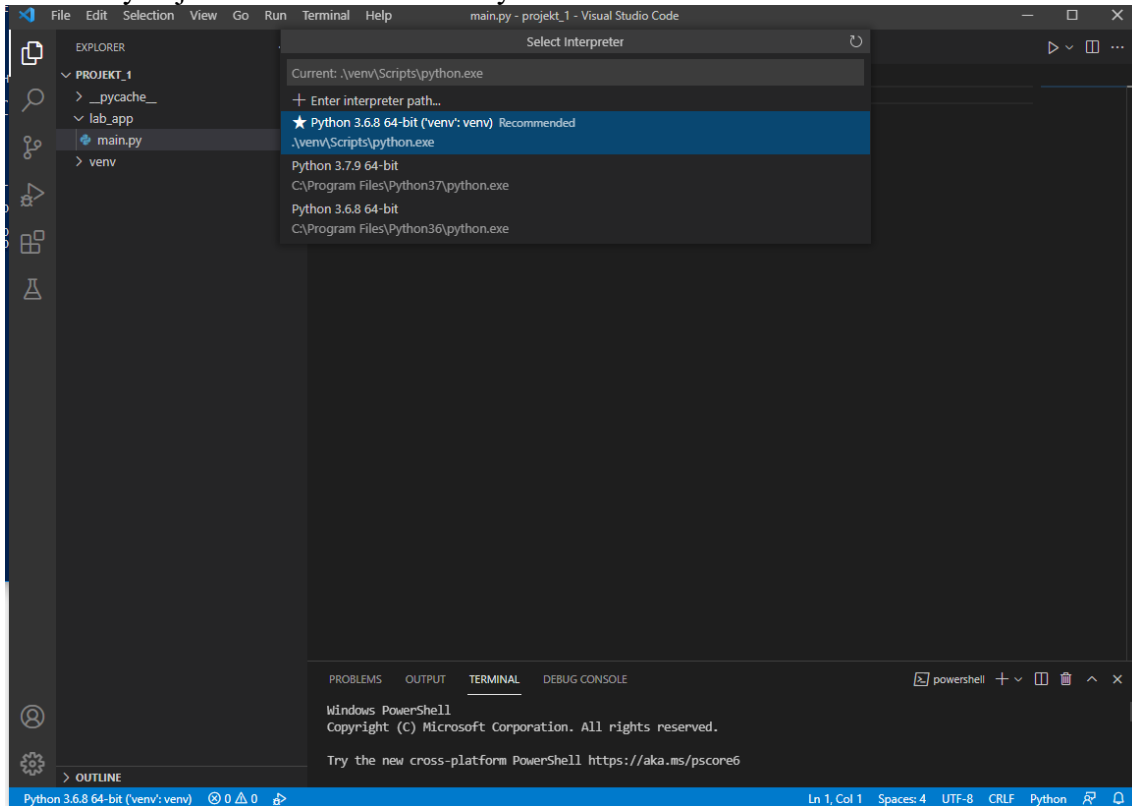 File Edit Selection View Go Run Terminal Help main.py - projekt_1 - Visual Studio Code
EXPLORER
Select Interpreter
PROJEKT_1
Current: .\venv\Scripts\python.exe
__pycache__
Enter interpreter path...
lab_app
Python 3.6.8 64-bit ('venv': venv) Recommended
main.py
.\venv\Scripts\python.exe
venv
Python 3.7.9 64-bit
C:\Program Files\Python37\python.exe
Python 3.6.8 64-bit
C:\Program Files\Python36\python.exe
PROBLEMS OUTPUT TERMINAL DEBUG CONSOLE powershell
Windows PowerShell
Copyright (C) Microsoft Corporation. All rights reserved.
Try the new cross-platform PowerShell https://aka.ms/pscore6
OUTLINE
Python 3.6.8 64-bit ('venv': venv) 0 0 Ln 1, Col 1 Spaces: 4 UTF-8 CRLF Python